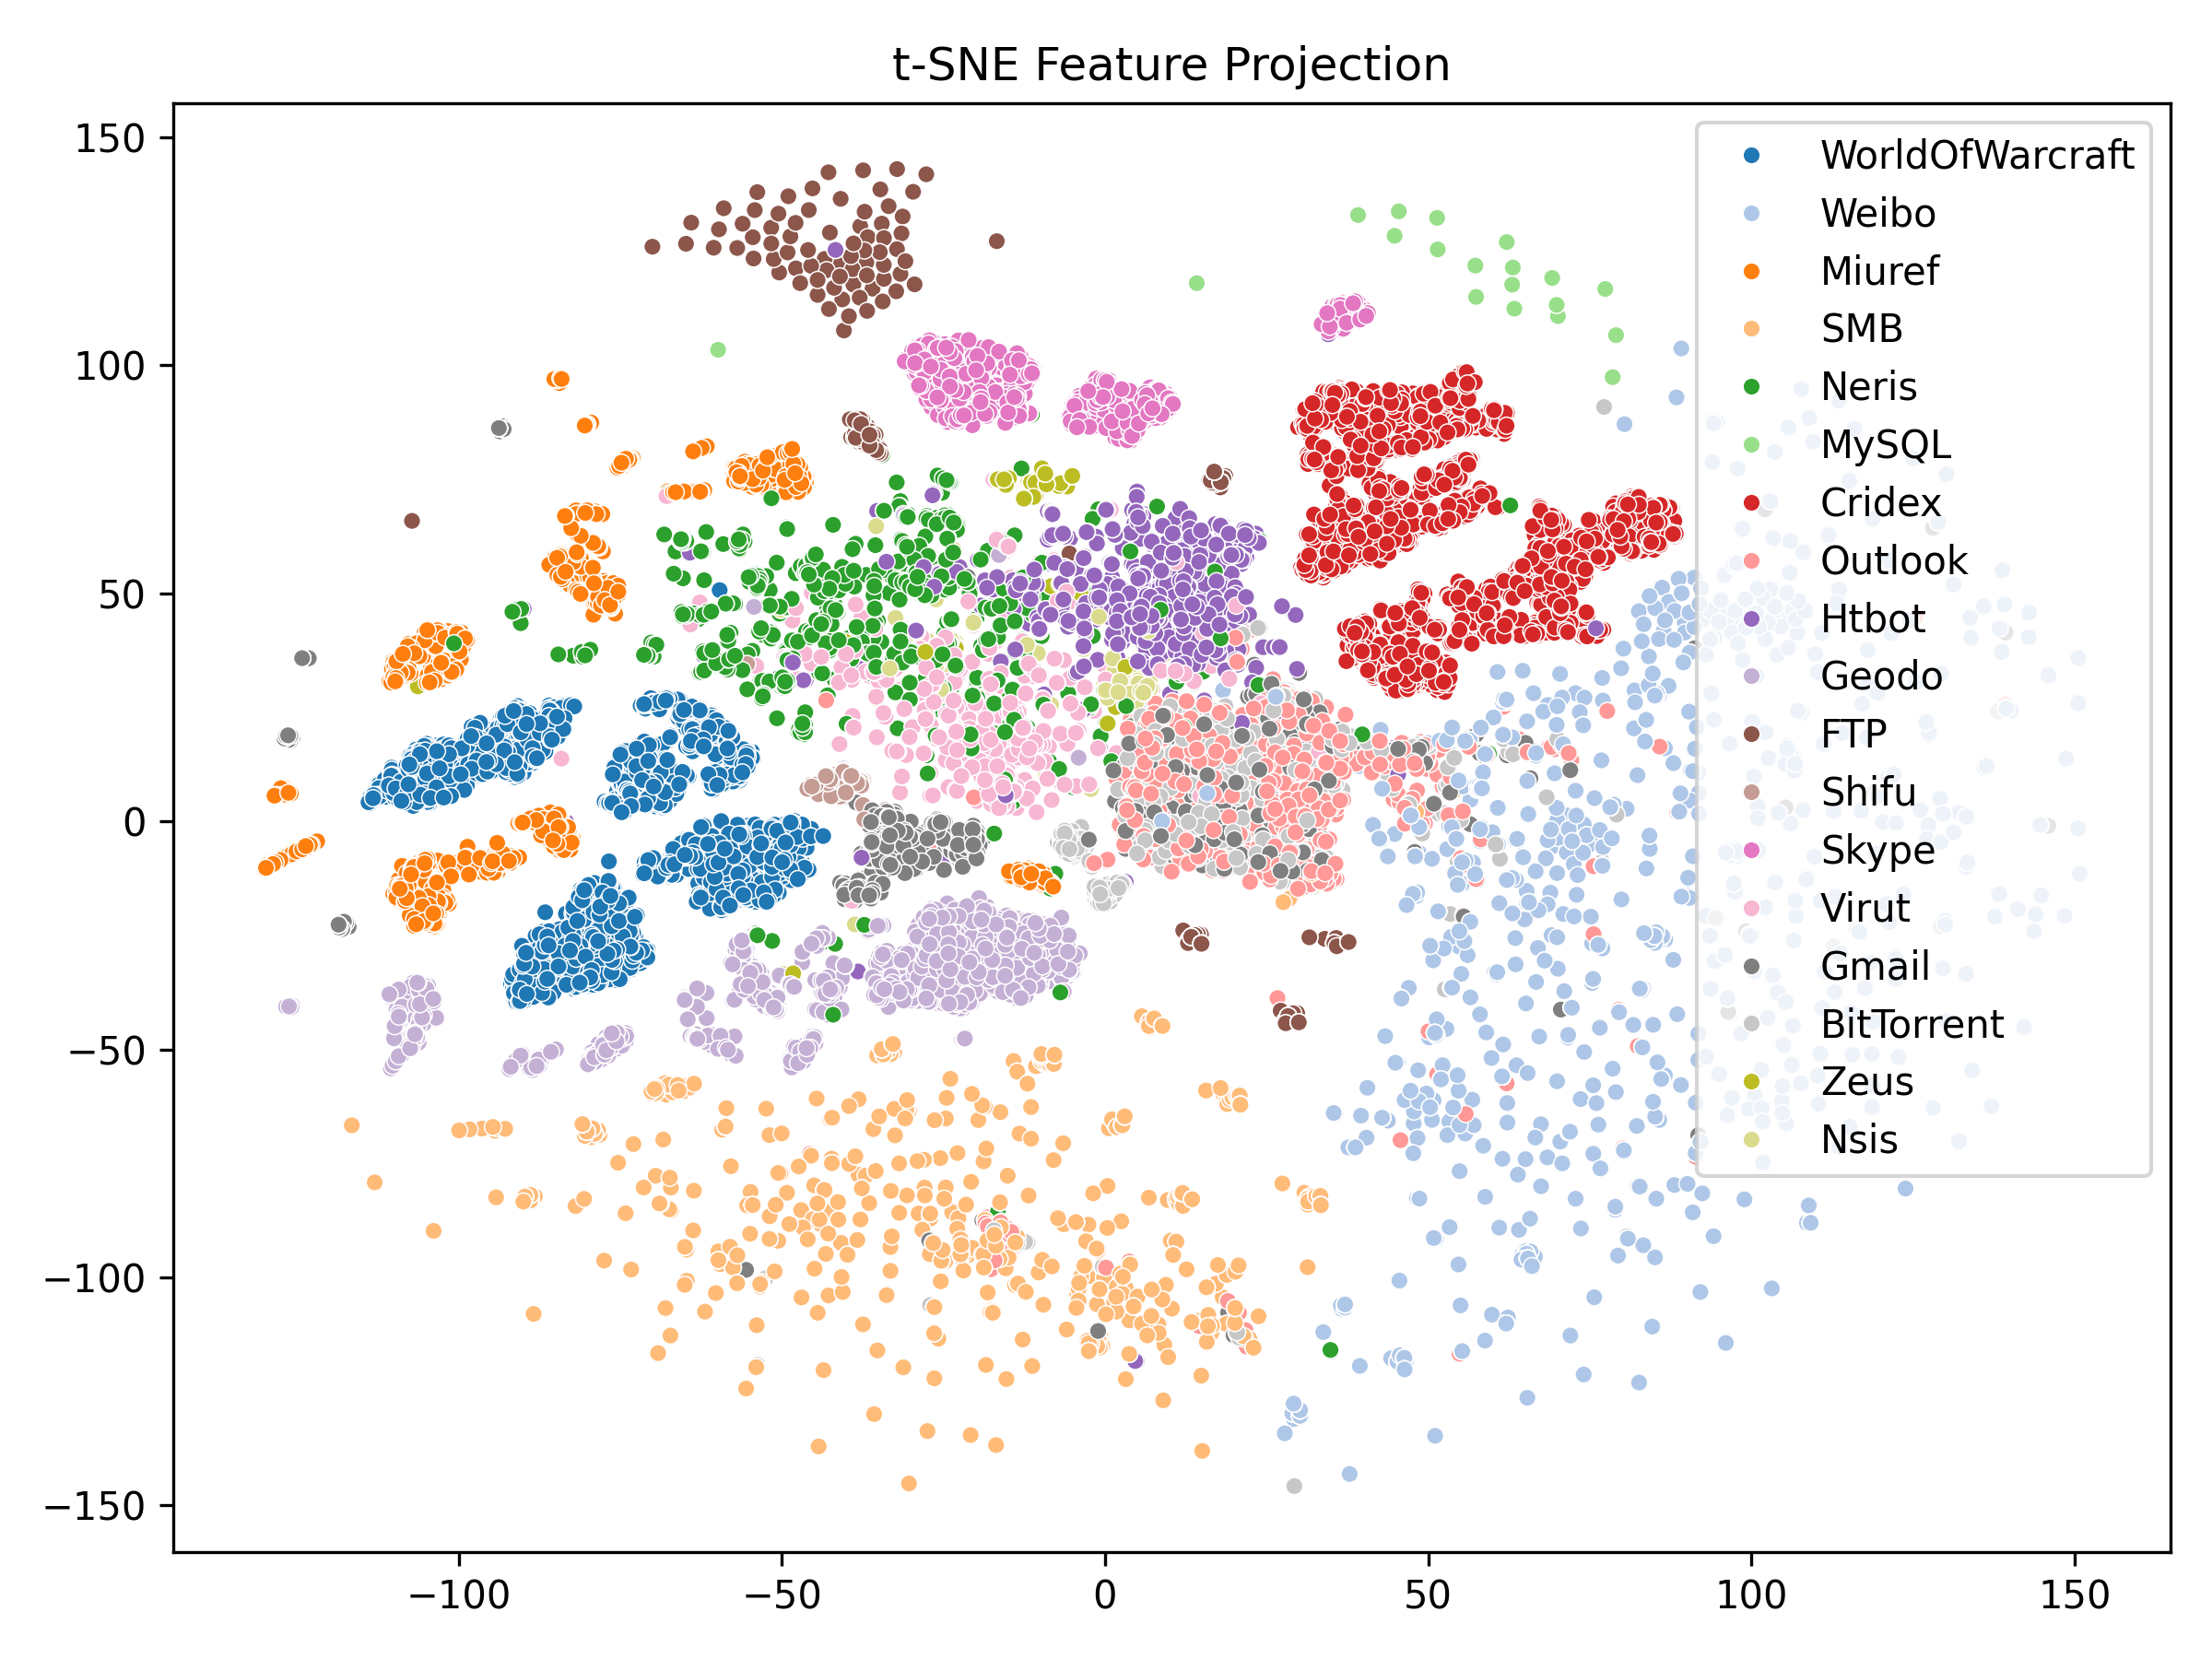 t-SNE Feature Projection
150
100
50
0
−50
−100
−150
−100
−50
0
50
100
150
WorldOfWarcraft
Weibo
Miuref
SMB
Neris
MySQL
Cridex
Outlook
Htbot
Geodo
FTP
Shifu
Skype
Virut
Gmail
BitTorrent
Zeus
Nsis